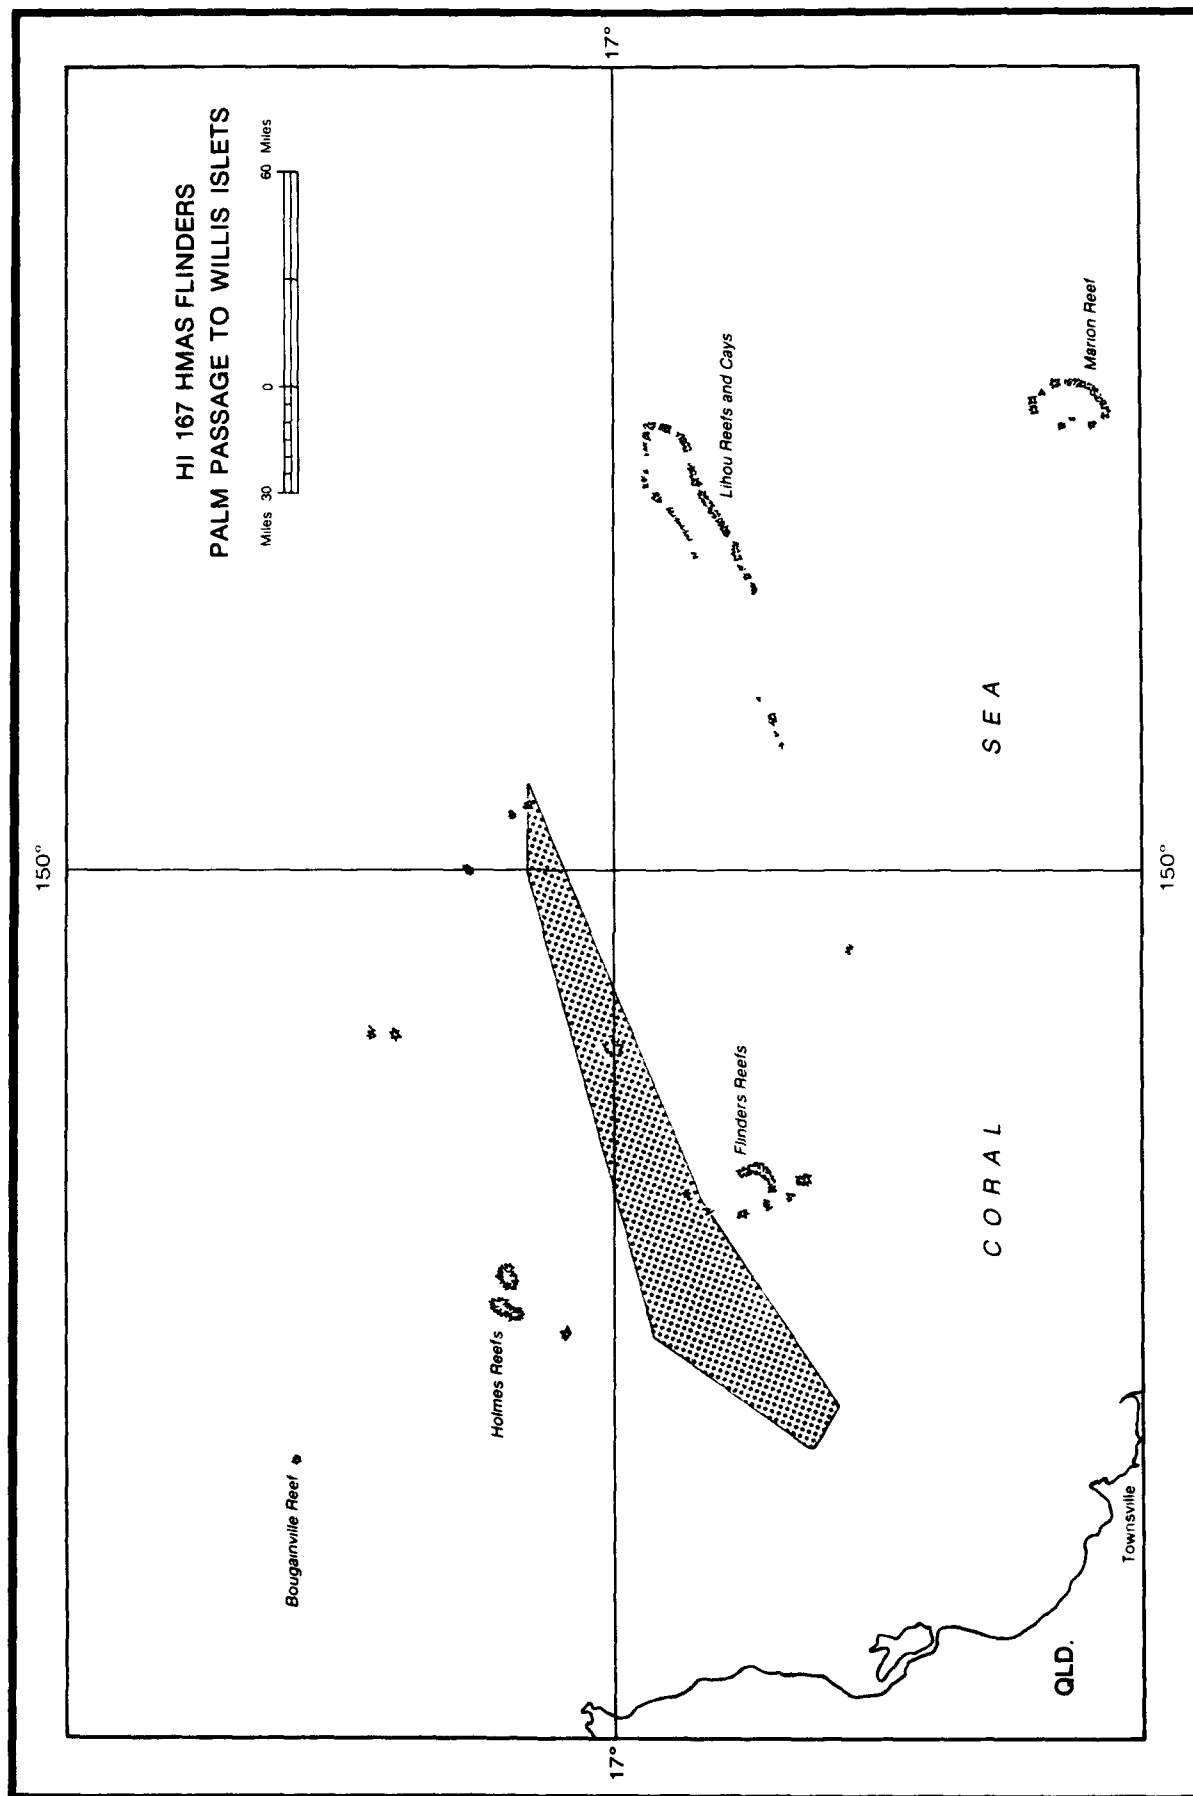 HI 167 HMAS FLINDERS
PALM PASSAGE TO WILLIS ISLETS
Miles 30 0 60 Miles
150°
17°
17°
150°
Bougainville Reef
Holmes Reefs
Flinders Reefs
Lihou Reefs and Cays
Marion Reef
CORAL SEA
QLD.
Townsville